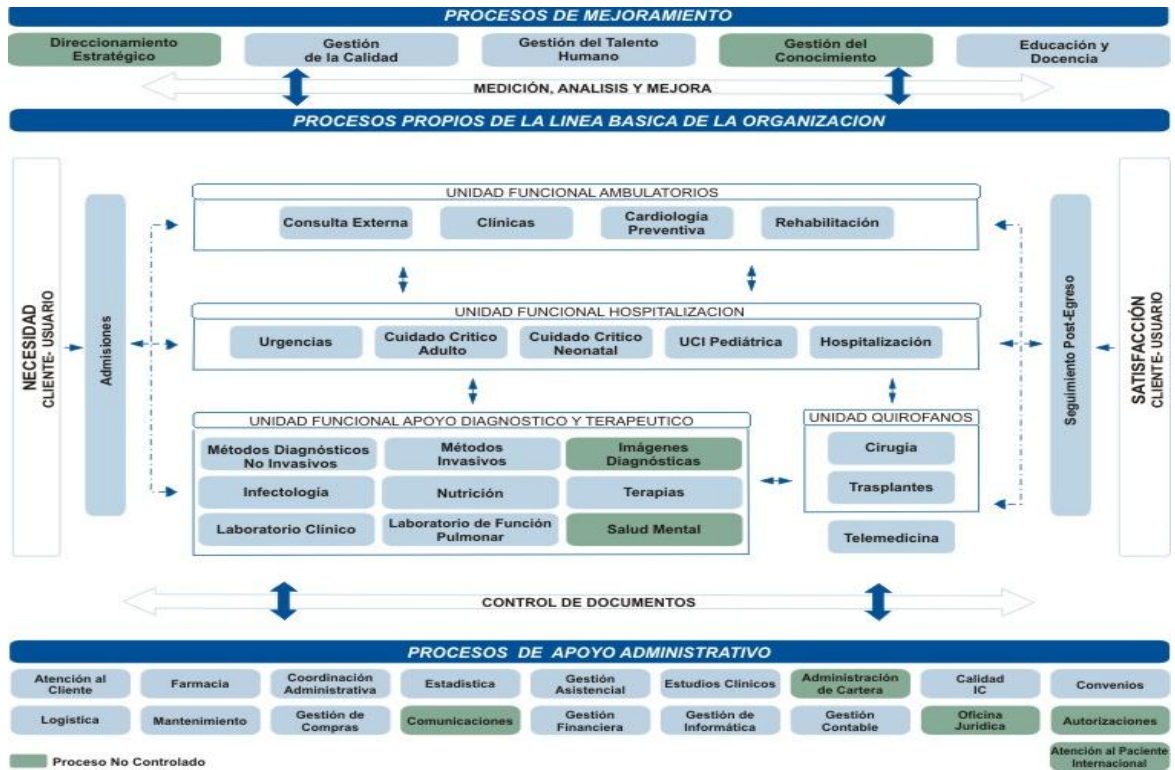 PROCESOS DE MEJORAMIENTO
Direccionamiento
Estratégico
Gestión
de la Calidad
Gestión del Talento
Humano
Gestión del
Conocimiento
Educación y
Docencia
MEDICIÓN, ANALISIS Y MEJORA
PROCESOS PROPIOS DE LA LINEA BASICA DE LA ORGANIZACION
NECESIDAD
CLIENTE- USUARIO
Admisiones
UNIDAD FUNCIONAL AMBULATORIOS
Consulta Externa
Clínicas
Cardiología
Preventiva
Rehabilitación
UNIDAD FUNCIONAL HOSPITALIZACION
Urgencias
Cuidado Critico
Adulto
Cuidado Critico
Neonatal
UCI Pediátrica
Hospitalización
UNIDAD FUNCIONAL APOYO DIAGNOSTICO Y TERAPEUTICO
Métodos Diagnósticos
No Invasivos
Métodos
Invasivos
Imágenes
Diagnósticas
Infectología
Nutrición
Terapias
Laboratorio Clínico
Laboratorio de Función
Pulmonar
Salud Mental
UNIDAD QUIROFANOS
Cirugía
Trasplantes
Telemedicina
Seguimiento Post-Egreso
SATISFACCIÓN
CLIENTE- USUARIO
CONTROL DE DOCUMENTOS
PROCESOS DE APOYO ADMINISTRATIVO
Atención al
Cliente
Farmacia
Coordinación
Administrativa
Estadística
Gestión
Asistencial
Estudios Clínicos
Administración
de Cartera
Calidad
IC
Convenios
Logística
Mantenimiento
Gestión de
Compras
Comunicaciones
Gestión
Financiera
Gestión de
Informática
Gestión
Contable
Oficina
Jurídica
Autorizaciones
Atención al Paciente
Internacional
Proceso No Controlado